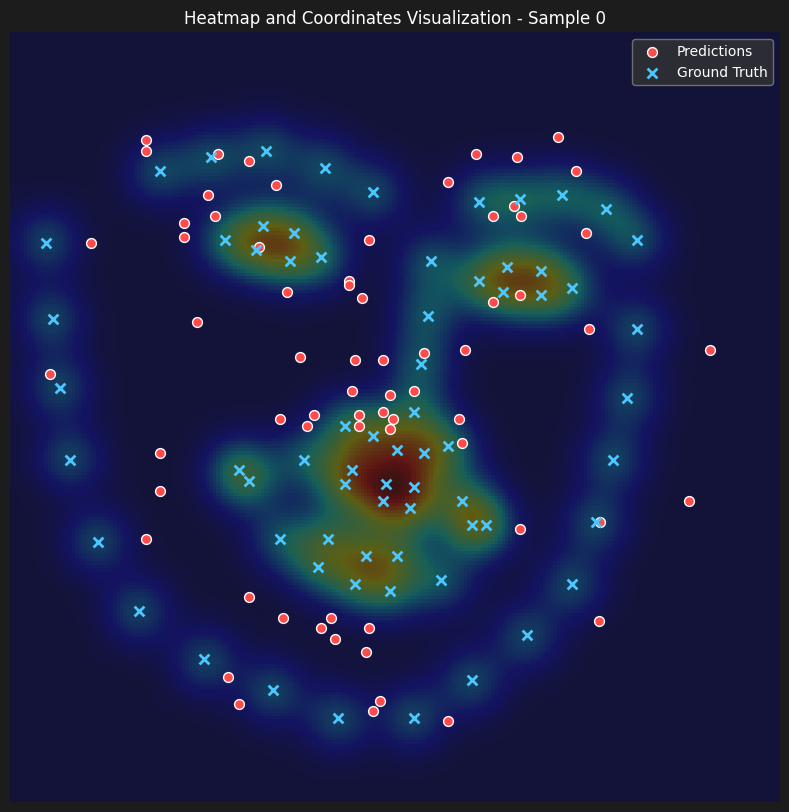 Heatmap and Coordinates Visualization - Sample 0
Predictions
Ground Truth